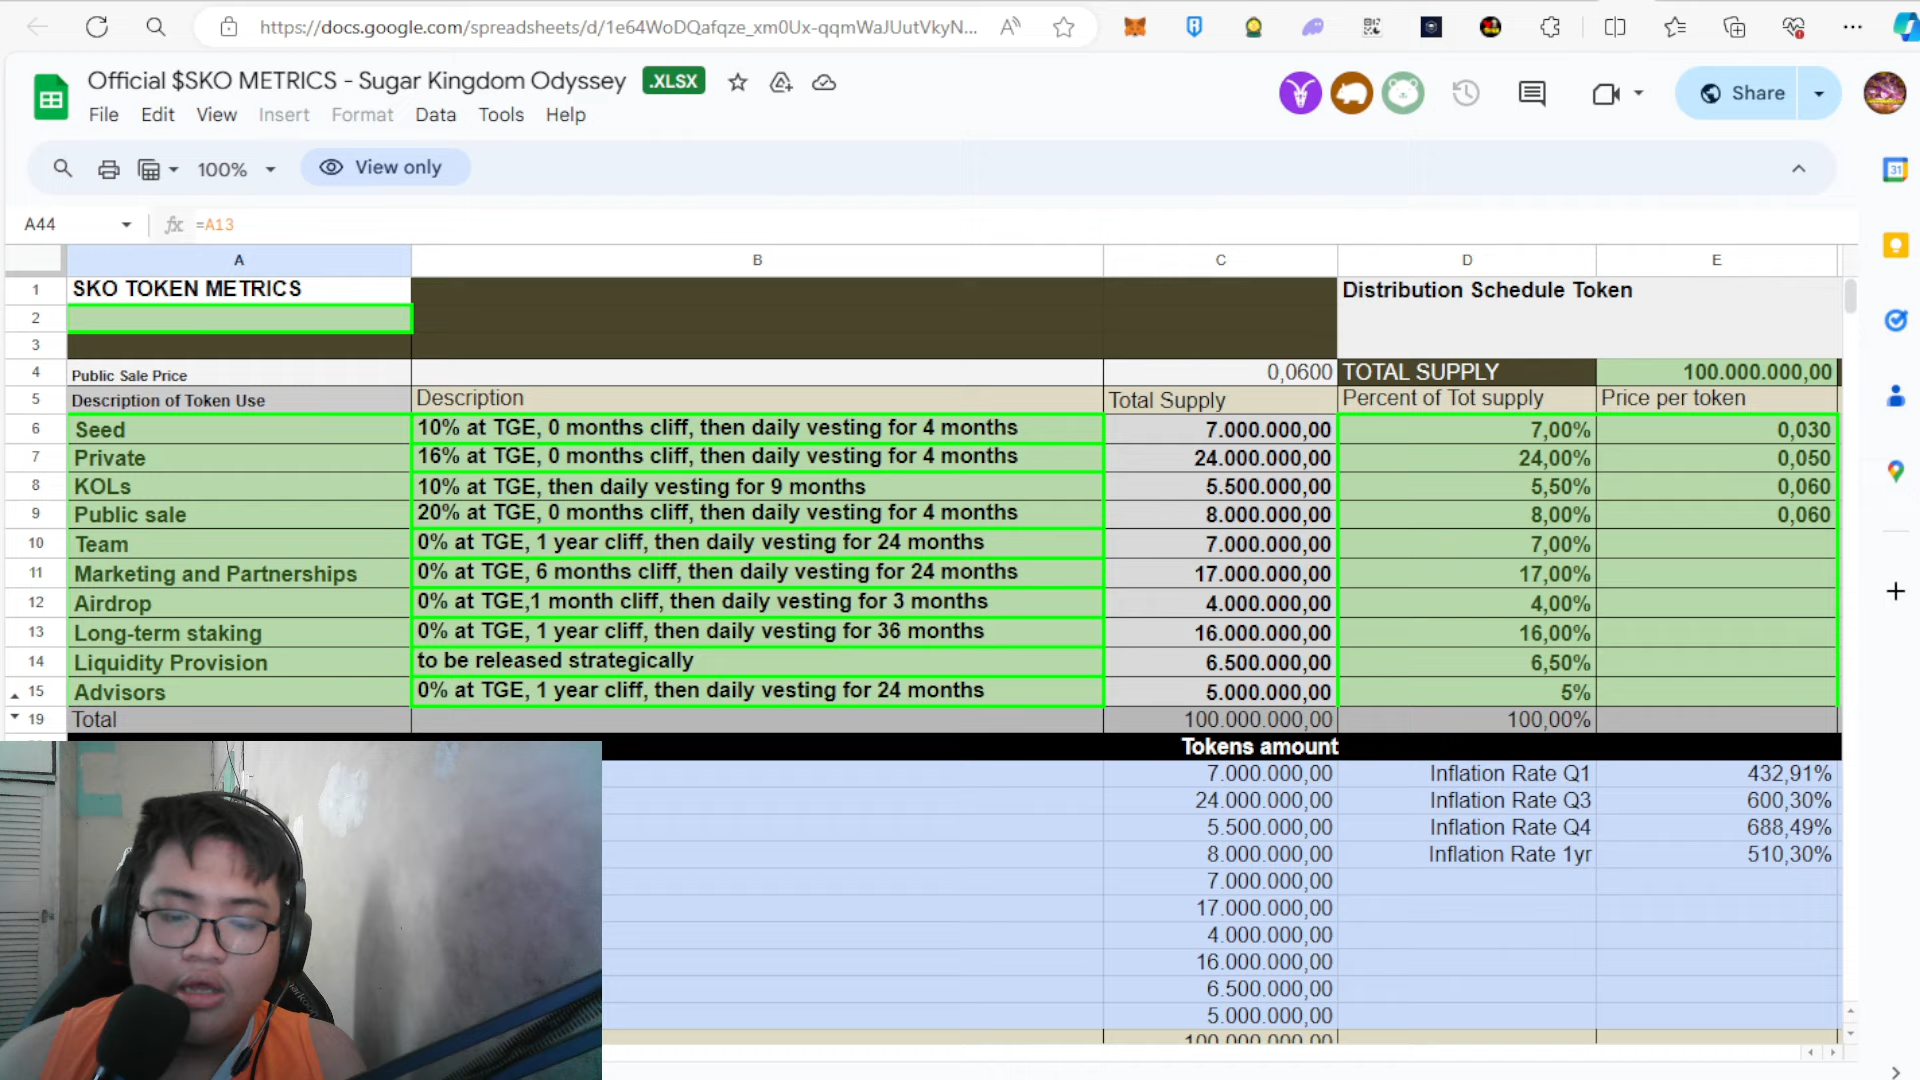 https://docs.google.com/spreadsheets/d/1e64WoDQafqze_xm0Ux-qqmWaJUutVkyN...
Official $SKO METRICS - Sugar Kingdom Odyssey .XLSX
File Edit View Insert Format Data Tools Help
Share
100% View only
31
A44 fx =A13
A B C D E
1 SKO TOKEN METRICS Distribution Schedule Token
2
3
4 Public Sale Price 0,0600 TOTAL SUPPLY 100.000.000,00
5 Description of Token Use Description Total Supply Percent of Tot supply Price per token
6 Seed 10% at TGE, 0 months cliff, then daily vesting for 4 months 7.000.000,00 7,00% 0,030
7 Private 16% at TGE, 0 months cliff, then daily vesting for 4 months 24.000.000,00 24,00% 0,050
8 KOLs 10% at TGE, then daily vesting for 9 months 5.500.000,00 5,50% 0,060
9 Public sale 20% at TGE, 0 months cliff, then daily vesting for 4 months 8.000.000,00 8,00% 0,060
10 Team 0% at TGE, 1 year cliff, then daily vesting for 24 months 7.000.000,00 7,00%
11 Marketing and Partnerships 0% at TGE, 6 months cliff, then daily vesting for 24 months 17.000.000,00 17,00%
12 Airdrop 0% at TGE,1 month cliff, then daily vesting for 3 months 4.000.000,00 4,00%
13 Long-term staking 0% at TGE, 1 year cliff, then daily vesting for 36 months 16.000.000,00 16,00%
14 Liquidity Provision to be released strategically 6.500.000,00 6,50%
15 Advisors 0% at TGE, 1 year cliff, then daily vesting for 24 months 5.000.000,00 5%
19 Total 100.000.000,00 100,00%
Tokens amount
7.000.000,00 Inflation Rate Q1 432,91%
24.000.000,00 Inflation Rate Q3 600,30%
5.500.000,00 Inflation Rate Q4 688,49%
8.000.000,00 Inflation Rate 1yr 510,30%
7.000.000,00
17.000.000,00
4.000.000,00
16.000.000,00
6.500.000,00
5.000.000,00
100.000.000,00